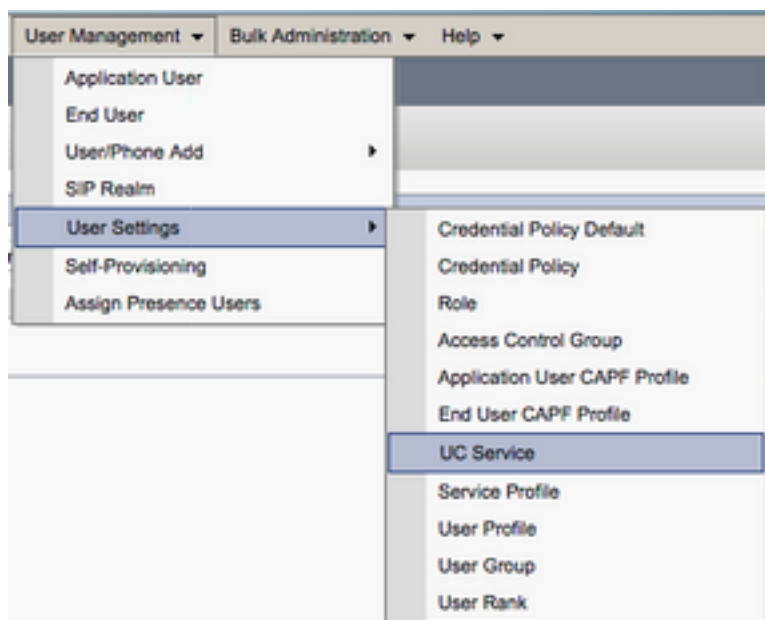 User Management Bulk Administration Help
Application User
End User
User/Phone Add
SIP Realm
User Settings
Self-Provisioning
Assign Presence Users
Credential Policy Default
Credential Policy
Role
Access Control Group
Application User CAPF Profile
End User CAPF Profile
UC Service
Service Profile
User Profile
User Group
User Rank